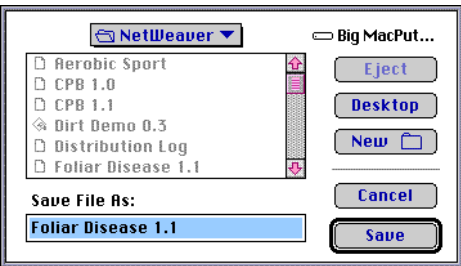 NetWeaver
Big MacPut...
Aerobic Sport
CPB 1.0
CPB 1.1
Dirt Demo 0.3
Distribution Log
Foliar Disease 1.1
Eject
Desktop
New
Save File As:
Foliar Disease 1.1
Cancel
Save